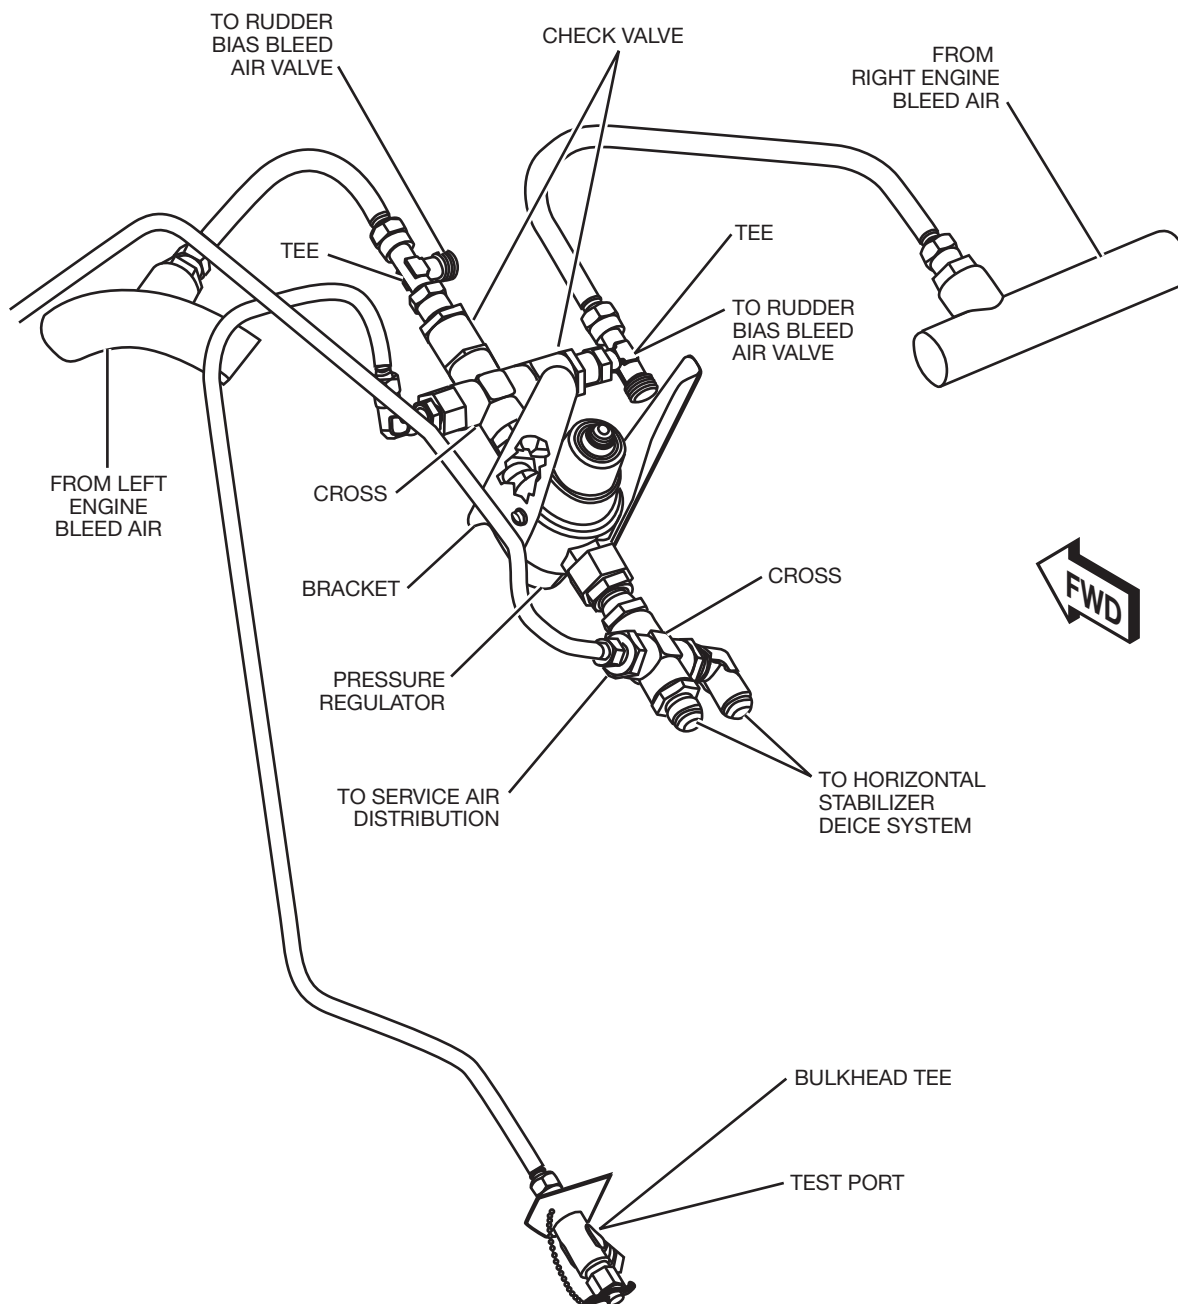 TO RUDDER
BIAS BLEED
AIR VALVE
CHECK VALVE
FROM
RIGHT ENGINE
BLEED AIR
TEE
TEE
TO RUDDER
BIAS BLEED
AIR VALVE
FROM LEFT
ENGINE
BLEED AIR
CROSS
BRACKET
CROSS
FWD
PRESSURE
REGULATOR
TO SERVICE AIR
DISTRIBUTION
TO HORIZONTAL
STABILIZER
DEICE SYSTEM
BULKHEAD TEE
TEST PORT